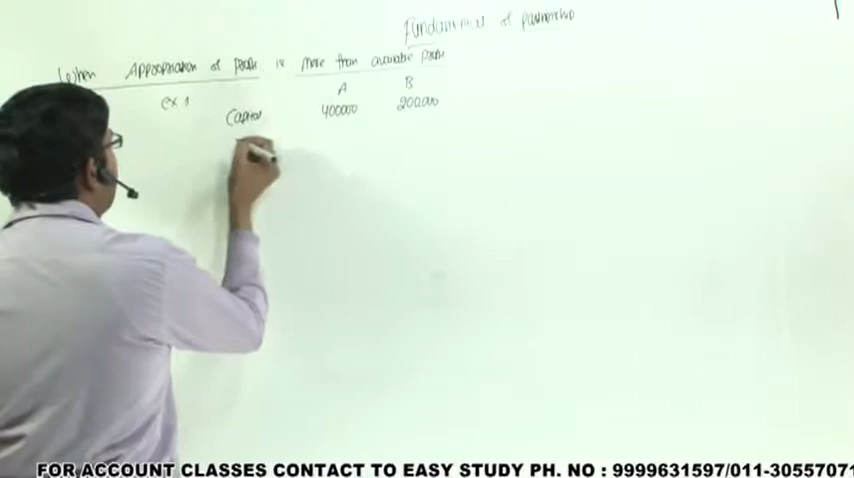 Fundamental of partnership
When Appropriation of Profit is more than available profit
A B
ex 1
Capital 400000 200000
FOR ACCOUNT CLASSES CONTACT TO EASY STUDY PH. NO : 9999631597/011-30557071